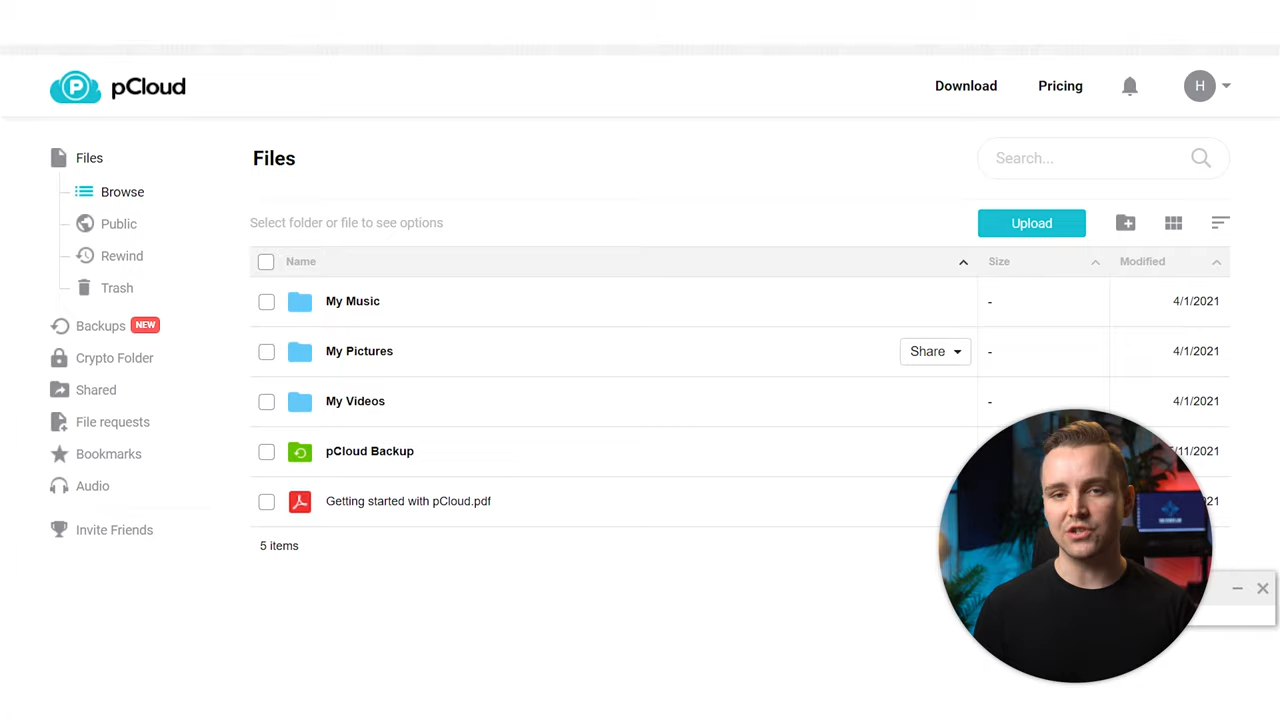 pCloud
Download
Pricing
H
Files
Browse
Public
Rewind
Trash
Backups NEW
Crypto Folder
Shared
File requests
Bookmarks
Audio
Invite Friends
Files
Search...
Select folder or file to see options
Upload
Name
Size
Modified
My Music
-
4/1/2021
My Pictures
Share
-
4/1/2021
My Videos
-
4/1/2021
pCloud Backup
/11/2021
Getting started with pCloud.pdf
21
5 items